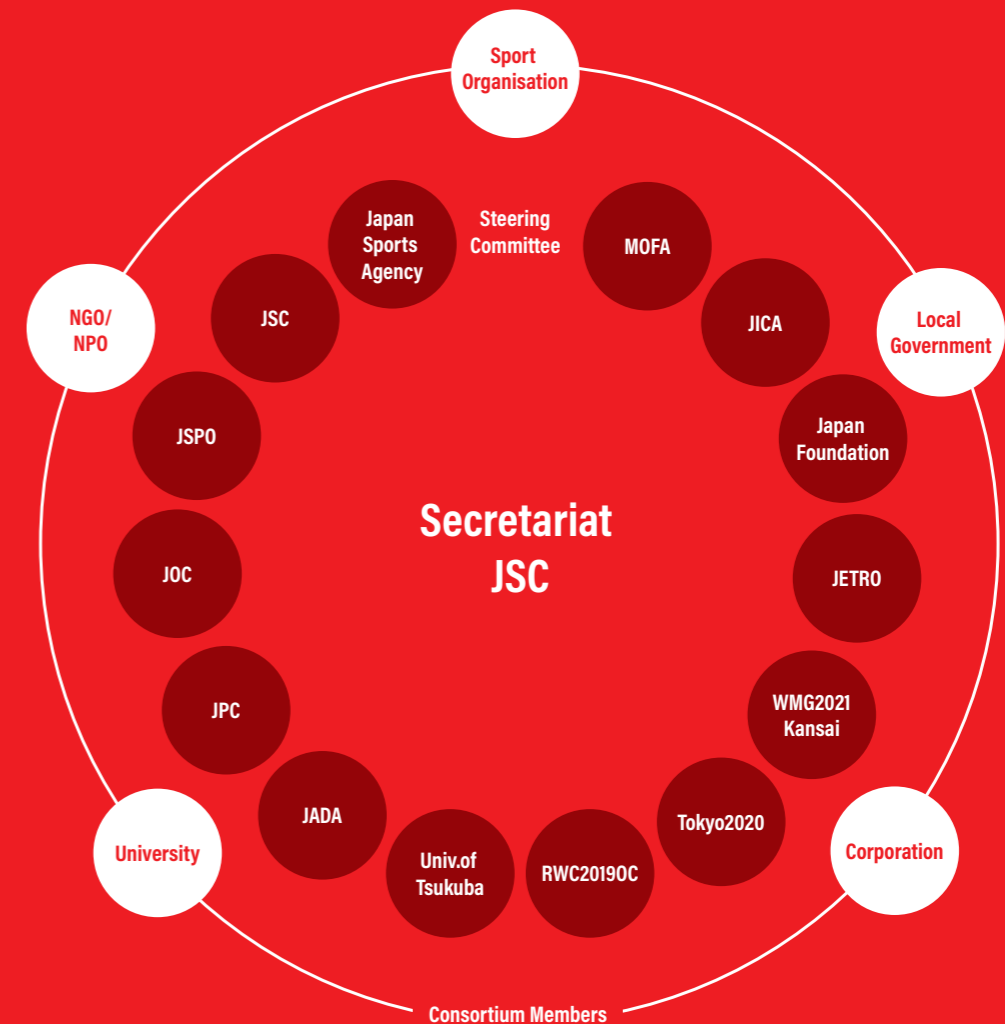 Sport
Organisation
Japan
Sports
Agency
Steering
Committee
MOFA
JSC
JICA
NGO/
NPO
Local
Government
JSPO
Japan
Foundation
Secretariat
JSC
JOC
JETRO
JPC
WMG2021
Kansai
JADA
Tokyo2020
University
Univ.of
Tsukuba
RWC2019OC
Corporation
Consortium Members